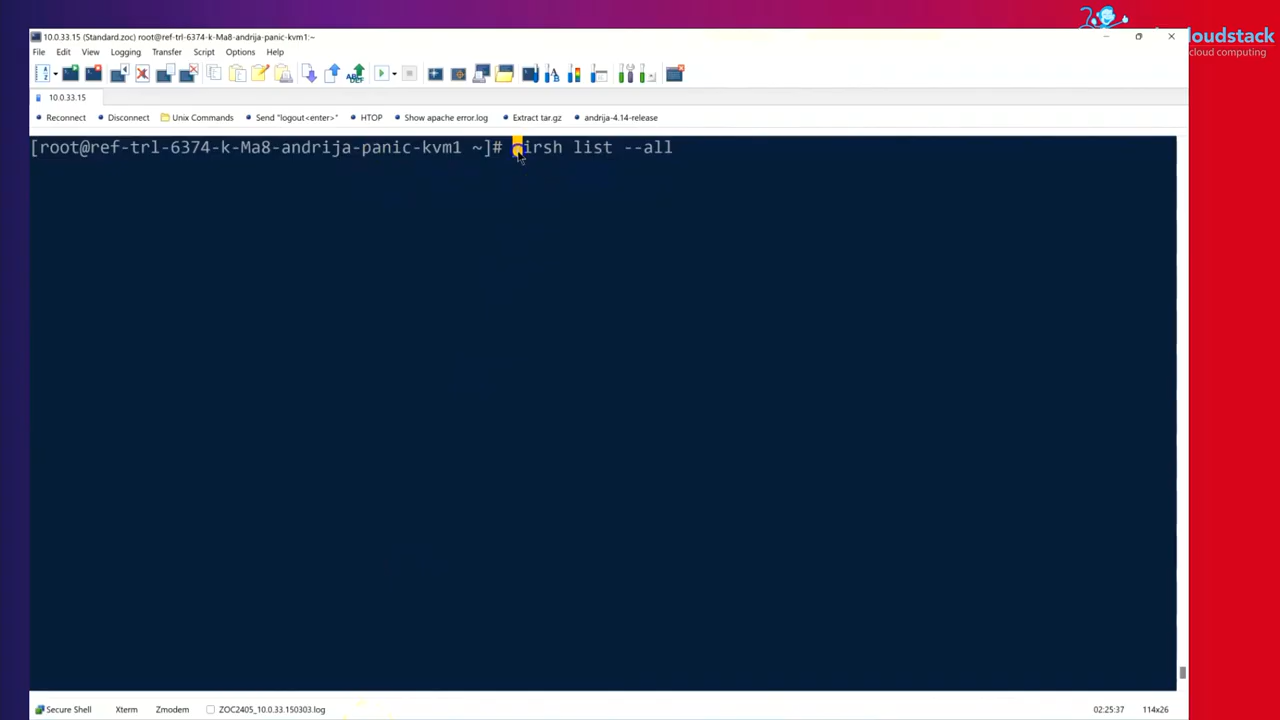 10.0.33.15 (Standard.zoc) root@ref-trl-6374-k-Ma8-andrija-panic-kvm1:~
File Edit View Logging Transfer Script Options Help
10.0.33.15
Reconnect Disconnect Unix Commands Send "logout<enter>" HTOP Show apache error.log Extract tar.gz andrija-4.14-release
[root@ref-trl-6374-k-Ma8-andrija-panic-kvm1 ~]# virsh list --all
Secure Shell Xterm Zmodem ZOC2405_10.0.33.150303.log 02:25:37 114x26
cloudstack
cloud computing